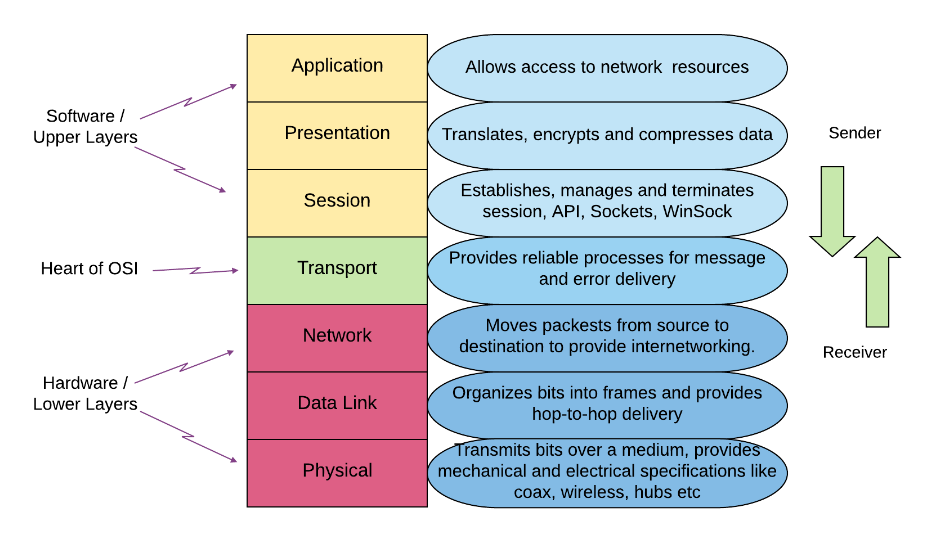 Application
Allows access to network  resources
Software /
Upper Layers
Presentation
Translates, encrypts and compresses data
Sender
Session
Establishes, manages and terminates
session, API, Sockets, WinSock
Heart of OSI
Transport
Provides reliable processes for message
and error delivery
Network
Moves packests from source to
destination to provide internetworking.
Receiver
Hardware /
Lower Layers
Data Link
Organizes bits into frames and provides
hop-to-hop delivery
Physical
Transmits bits over a medium, provides
mechanical and electrical specifications like
coax, wireless, hubs etc